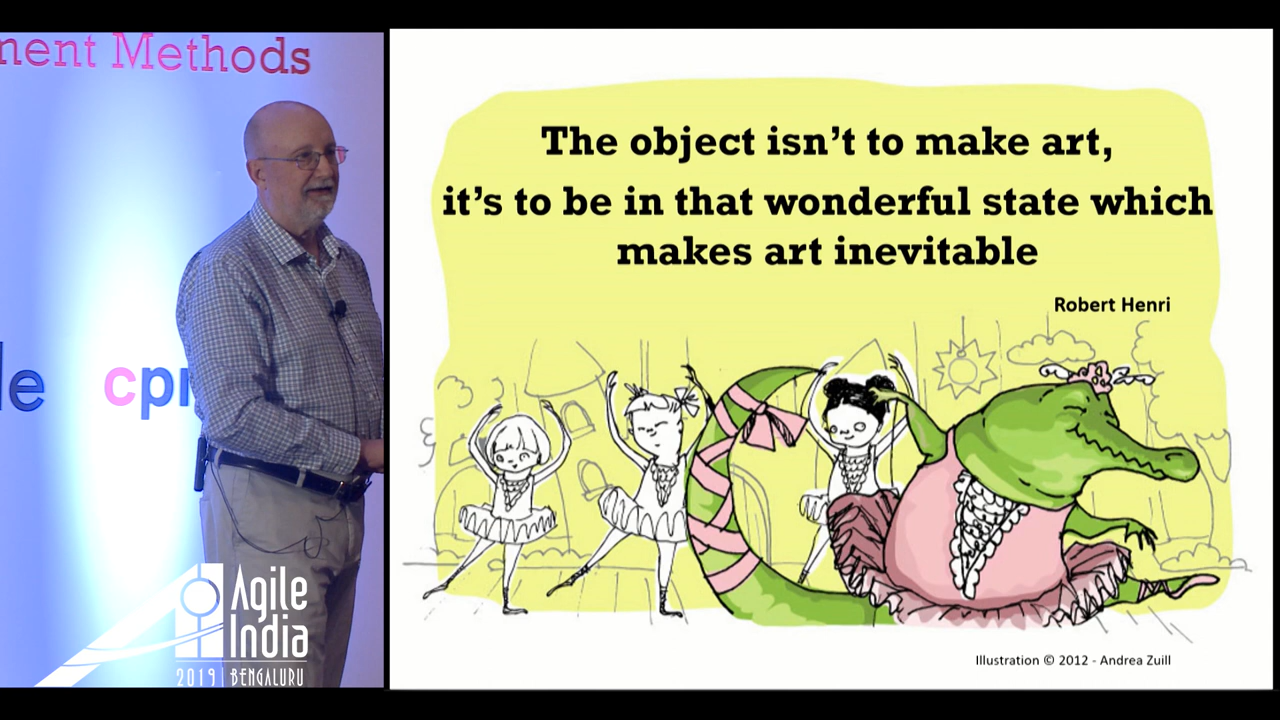 ment Methods
The object isn't to make art,
it's to be in that wonderful state which
makes art inevitable
Robert Henri
Illustration © 2012 - Andrea Zuill
Agile
India
2019 | BENGALURU